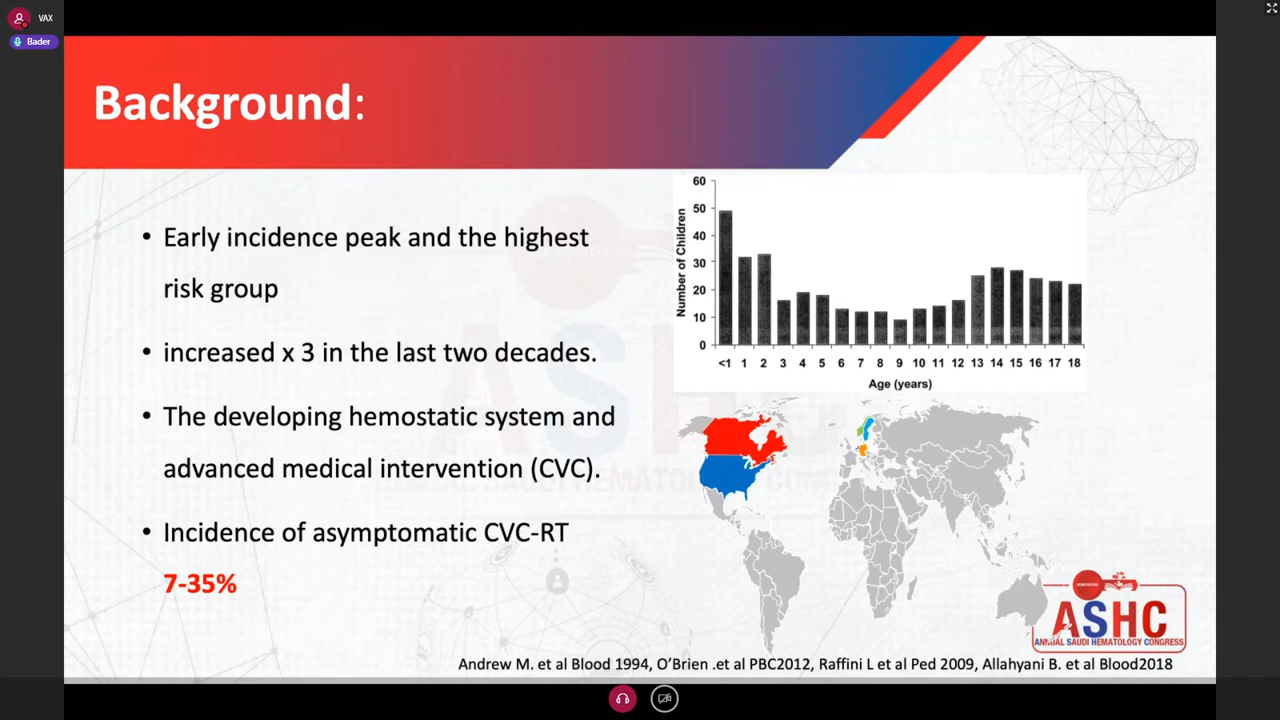 VAX
Bader
Background:
• Early incidence peak and the highest
risk group
• increased x 3 in the last two decades.
• The developing hemostatic system and
advanced medical intervention (CVC).
• Incidence of asymptomatic CVC-RT
7-35%
Number of Children
60
50
40
30
20
10
0
<1 1 2 3 4 5 6 7 8 9 10 11 12 13 14 15 16 17 18
Age (years)
ASHC
ANNUAL SAUDI HEMATOLOGY CONGRESS
Andrew M. et al Blood 1994, O’Brien .et al PBC2012, Raffini L et al Ped 2009, Allahyani B. et al Blood2018